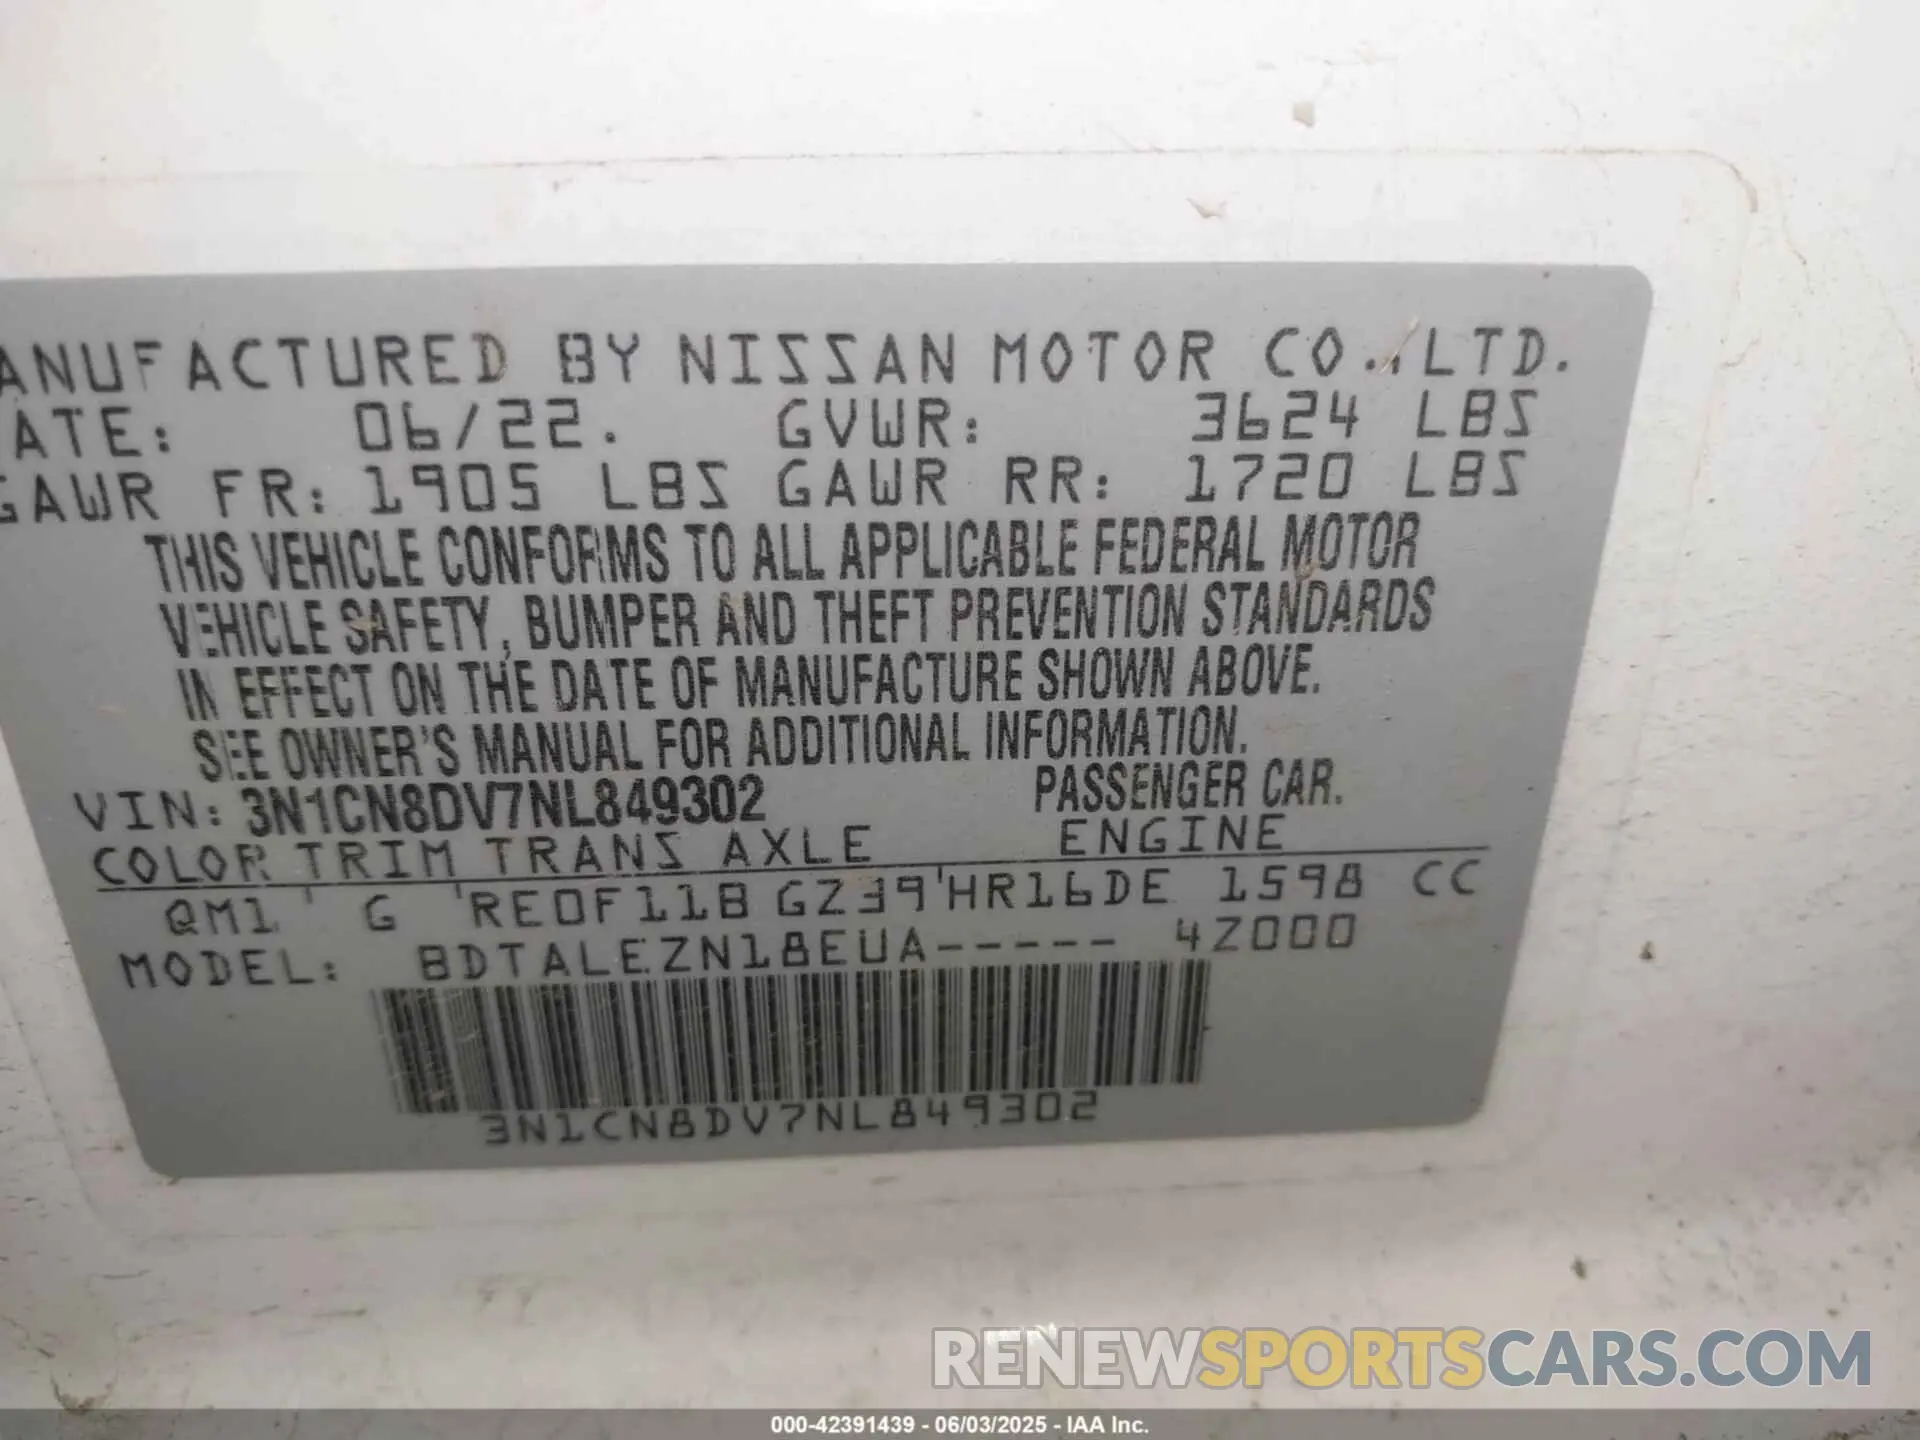 ANUFACTURED BY NISSAN MOTOR CO., LTD.
ATE: 06/22. GVWR: 3624 LBS
GAWR FR: 1905 LBS GAWR RR: 1720 LBS
THIS VEHICLE CONFORMS TO ALL APPLICABLE FEDERAL MOTOR
VEHICLE SAFETY, BUMPER AND THEFT PREVENTION STANDARDS
IN EFFECT ON THE DATE OF MANUFACTURE SHOWN ABOVE.
SEE OWNER'S MANUAL FOR ADDITIONAL INFORMATION.
VIN: 3N1CN8DV7NL849302 PASSENGER CAR.
COLOR TRIM TRANS AXLE ENGINE
QM1 ' G 'RE0F11B GZ39'HR16DE 1598 CC
MODEL: BDTALEZN18EUA----- 4Z000
3N1CN8DV7NL849302
RENEWSPORTSCARS.COM
000-42391439 - 06/03/2025 - IAA Inc.